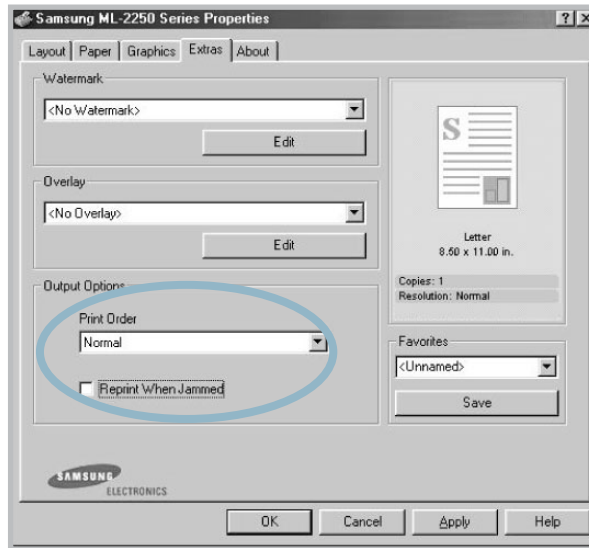 Samsung ML-2250 Series Properties
Layout Paper Graphics Extras About
Watermark
<No Watermark>
Edit
Overlay
<No Overlay>
Edit
Output Options
Print Order
Normal
Reprint When Jammed
S
Letter
8.50 x 11.00 in.
Copies: 1
Resolution: Normal
Favorites
<Unnamed>
Save
SAMSUNG
ELECTRONICS
OK Cancel Apply Help